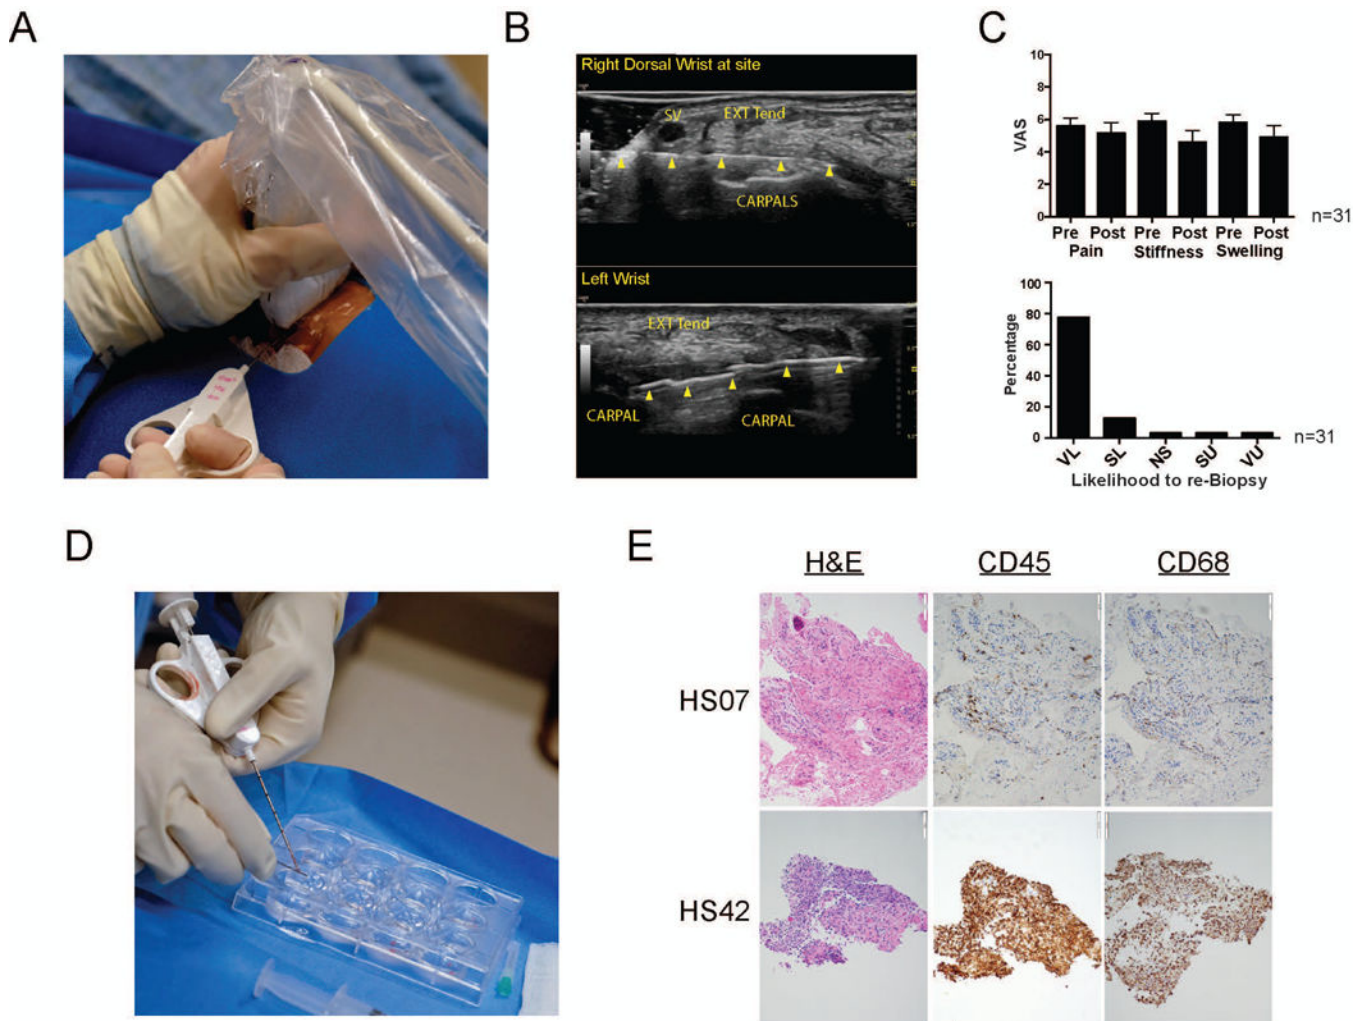 A
B
C
Right Dorsal Wrist at site
SV
EXT Tend
CARPALS
Left Wrist
EXT Tend
CARPAL
CARPAL
10
8
6
4
2
0
VAS
Pre Post Pre Post Pre Post
Pain Stiffness Swelling
n=31
100
80
60
40
20
0
Percentage
VL SL NS SU VU
Likelihood to re-Biopsy
n=31
D
E
H&E CD45 CD68
HS07
HS42